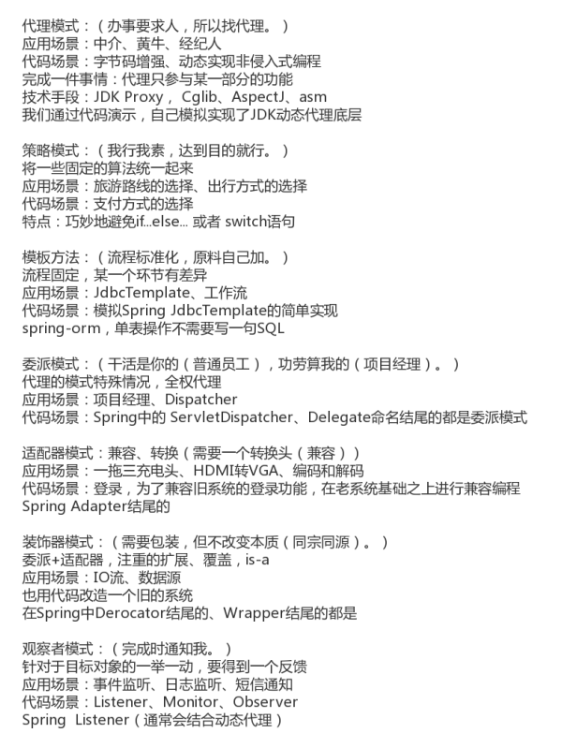 代理模式：（办事要求人，所以找代理。）
应用场景：中介、黄牛、经纪人
代码场景：字节码增强、动态实现非侵入式编程
完成一件事情：代理只参与某一部分的功能
技术手段：JDK Proxy， Cglib、AspectJ、asm
我们通过代码演示，自己模拟实现了JDK动态代理底层
策略模式：（我行我素，达到目的就行。）
将一些固定的算法统一起来
应用场景：旅游路线的选择、出行方式的选择
代码场景：支付方式的选择
特点：巧妙地避免if...else... 或者 switch语句
模板方法：（流程标准化，原料自己加。）
流程固定，某一个环节有差异
应用场景：JdbcTemplate、工作流
代码场景：模拟Spring JdbcTemplate的简单实现
spring-orm，单表操作不需要写一句SQL
委派模式：（干活是你的（普通员工），功劳算我的（项目经理）。）
代理的模式特殊情况，全权代理
应用场景：项目经理、Dispatcher
代码场景：Spring中的 ServletDispatcher、Delegate命名结尾的都是委派模式
适配器模式：兼容、转换（需要一个转换头（兼容））
应用场景：一拖三充电头、HDMI转VGA、编码和解码
代码场景：登录，为了兼容旧系统的登录功能，在老系统基础之上进行兼容编程
Spring Adapter结尾的
装饰器模式：（需要包装，但不改变本质（同宗同源）。）
委派+适配器，注重的扩展、覆盖，is-a
应用场景：IO流、数据源
也用代码改造一个旧的系统
在Spring中Derocator结尾的、Wrapper结尾的都是
观察者模式：（完成时通知我。）
针对于目标对象的一举一动，要得到一个反馈
应用场景：事件监听、日志监听、短信通知
代码场景：Listener、Monitor、Observer
Spring  Listener（通常会结合动态代理）